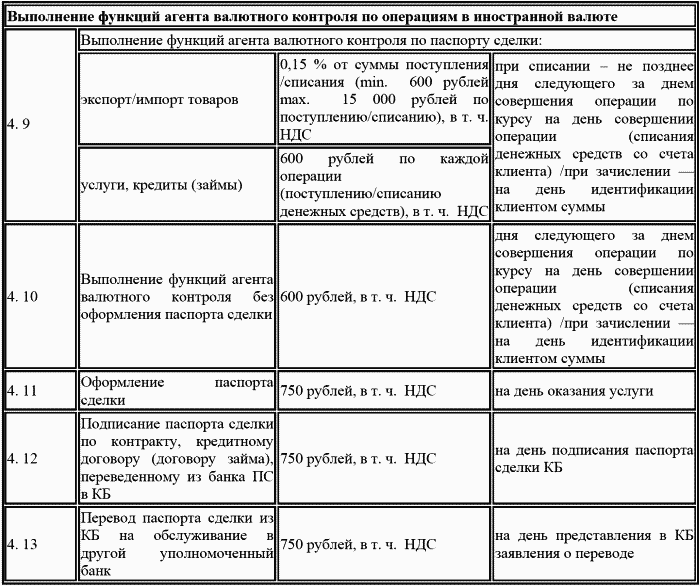 Выполнение функций агента валютного контроля по операциям в иностранной валюте
4. 9
Выполнение функций агента валютного контроля по паспорту сделки:
экспорт/импорт товаров
0,15 % от суммы поступления
/списания (min. 600 рублей
max. 15 000 рублей по
поступлению/списанию), в т. ч.
НДС
при списании – не позднее
дня следующего за днем
совершения операции по
курсу на день совершении
операции (списания
денежных средств со счета
клиента) /при зачислении —
на день идентификации
клиентом суммы
услуги, кредиты (займы)
600 рублей по каждой
операции
(поступлению/списанию
денежных средств), в т. ч. НДС
4. 10
Выполнение функций агента
валютного контроля без
оформления паспорта сделки
600 рублей, в т. ч. НДС
дня следующего за днем
совершения операции по
курсу на день совершении
операции (списания
денежных средств со счета
клиента) /при зачислении —
на день идентификации
клиентом суммы
4. 11
Оформление паспорта
сделки
750 рублей, в т. ч. НДС
на день оказания услуги
4. 12
Подписание паспорта сделки
по контракту, кредитному
договору (договору займа),
переведенному из банка ПС
в КБ
750 рублей, в т. ч. НДС
на день подписания паспорта
сделки КБ
4. 13
Перевод паспорта сделки из
КБ на обслуживание в
другой уполномоченный
банк
750 рублей, в т. ч. НДС
на день представления в КБ
заявления о переводе